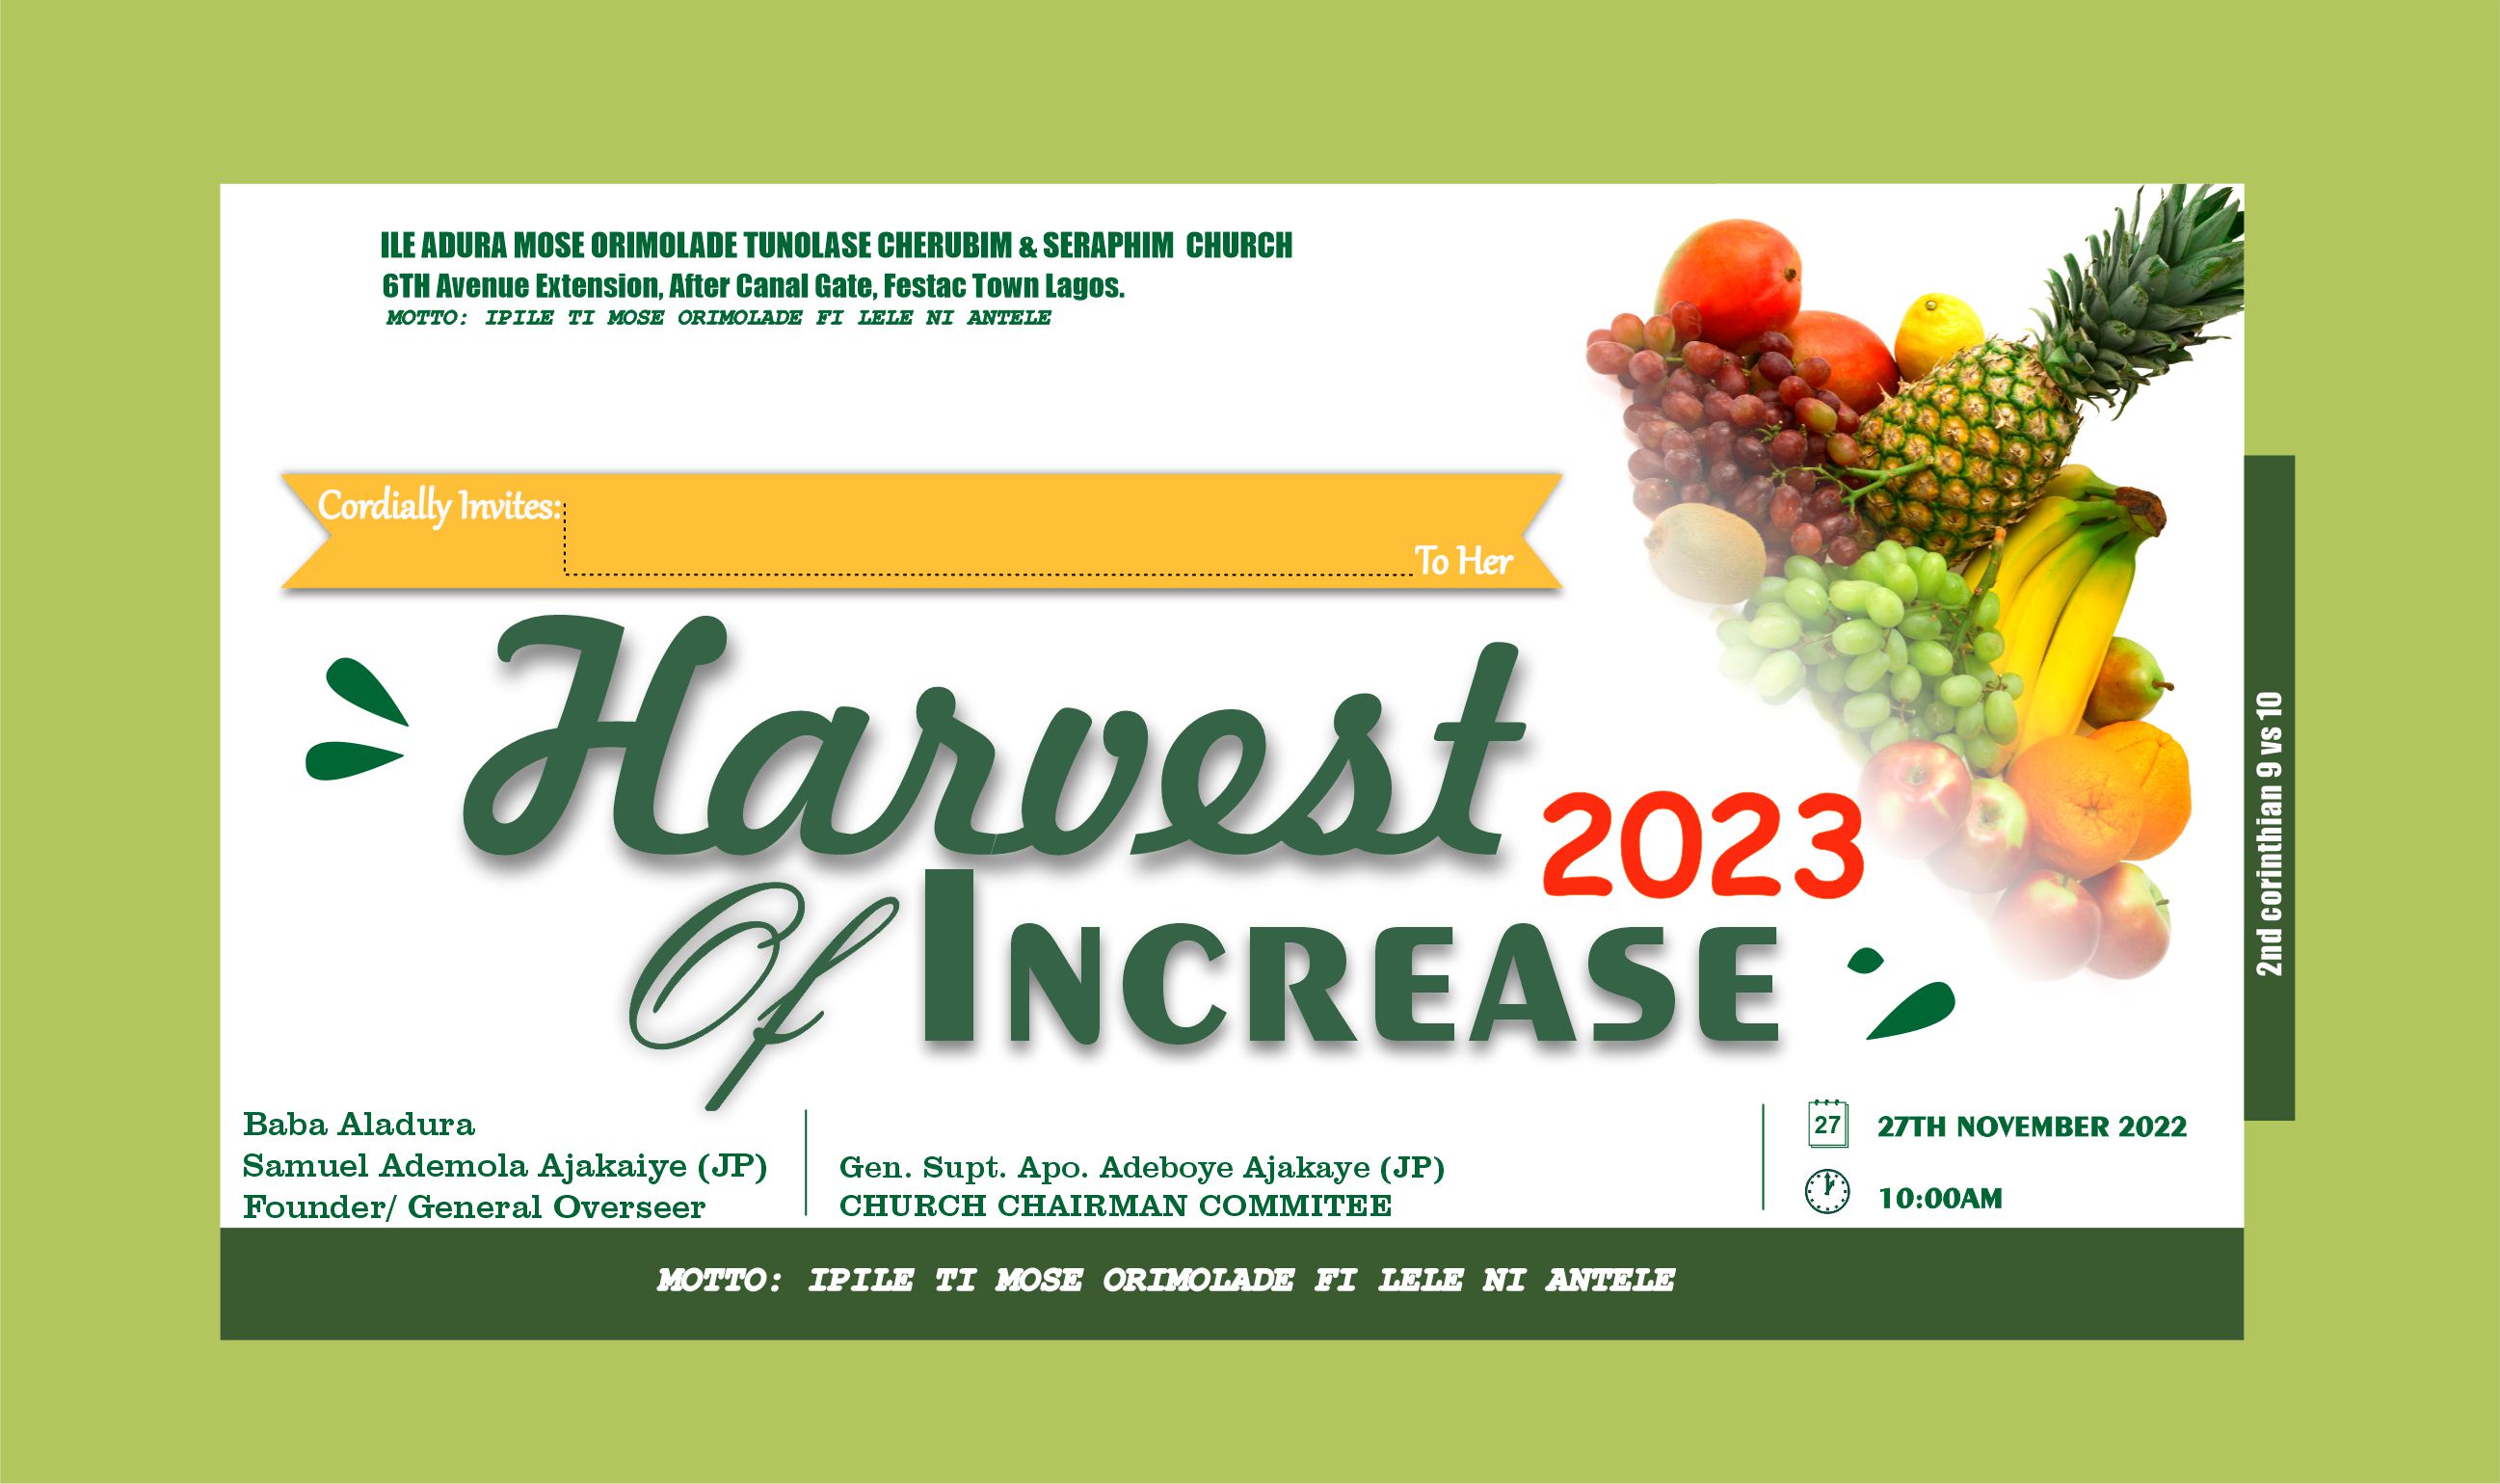 ILE ADURA MOSE ORIMOLADE TUNOLASE CHERUBIM & SERAPHIM CHURCH
6TH Avenue Extension, After Canal Gate, Festac Town Lagos.
MOTTO: IPILE TI MOSE ORIMOLADE FI LELE NI ANTELE
Cordially Invites:
To Her
Harvest
2023
Of INCREASE
2nd corinthian 9 vs 10
Baba Aladura
Samuel Ademola Ajakaiye (JP)
Founder/ General Overseer
Gen. Supt. Apo. Adeboye Ajakaye (JP)
CHURCH CHAIRMAN COMMITEE
27
27TH NOVEMBER 2022
10:00AM
MOTTO: IPILE TI MOSE ORIMOLADE FI LELE NI ANTELE